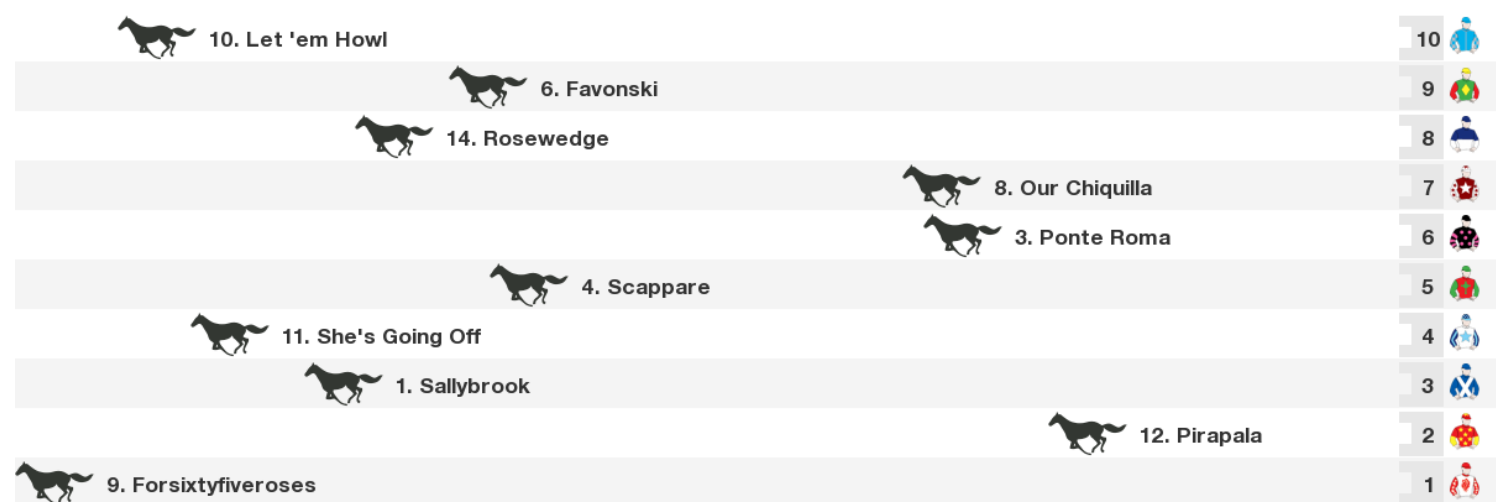 10. Let 'em Howl 10
6. Favonski 9
14. Rosewedge 8
8. Our Chiquilla 7
3. Ponte Roma 6
4. Scappare 5
11. She's Going Off 4
1. Sallybrook 3
12. Pirapala 2
9. Forsixtyfiveroses 1